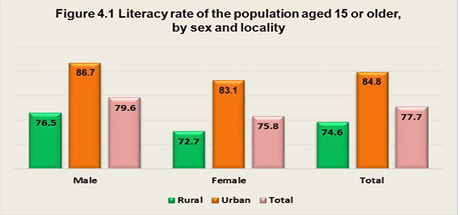 Figure 4.1 Literacy rate of the population aged 15 or older,
by sex and locality
76.5
86.7
79.6
72.7
83.1
75.8
74.6
84.8
77.7
Male Female Total
Rural Urban Total